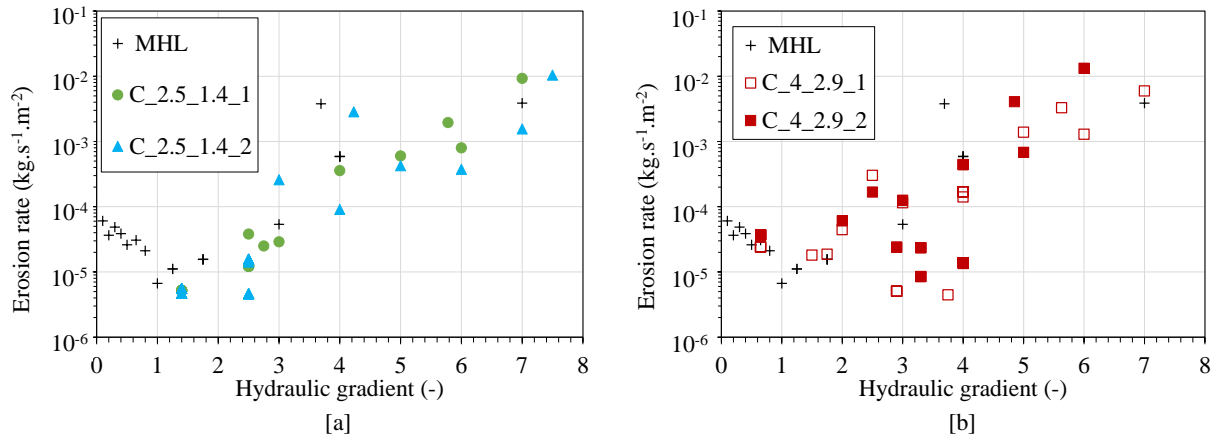 10⁻¹
10⁻²
10⁻³
10⁻⁴
10⁻⁵
10⁻⁶
Erosion rate (kg.s⁻¹.m⁻²)
MHL
C_2.5_1.4_1
C_2.5_1.4_2
0 1 2 3 4 5 6 7 8
Hydraulic gradient (-)
[a]
10⁻¹
10⁻²
10⁻³
10⁻⁴
10⁻⁵
10⁻⁶
Erosion rate (kg.s⁻¹.m⁻²)
MHL
C_4_2.9_1
C_4_2.9_2
0 1 2 3 4 5 6 7 8
Hydraulic gradient (-)
[b]